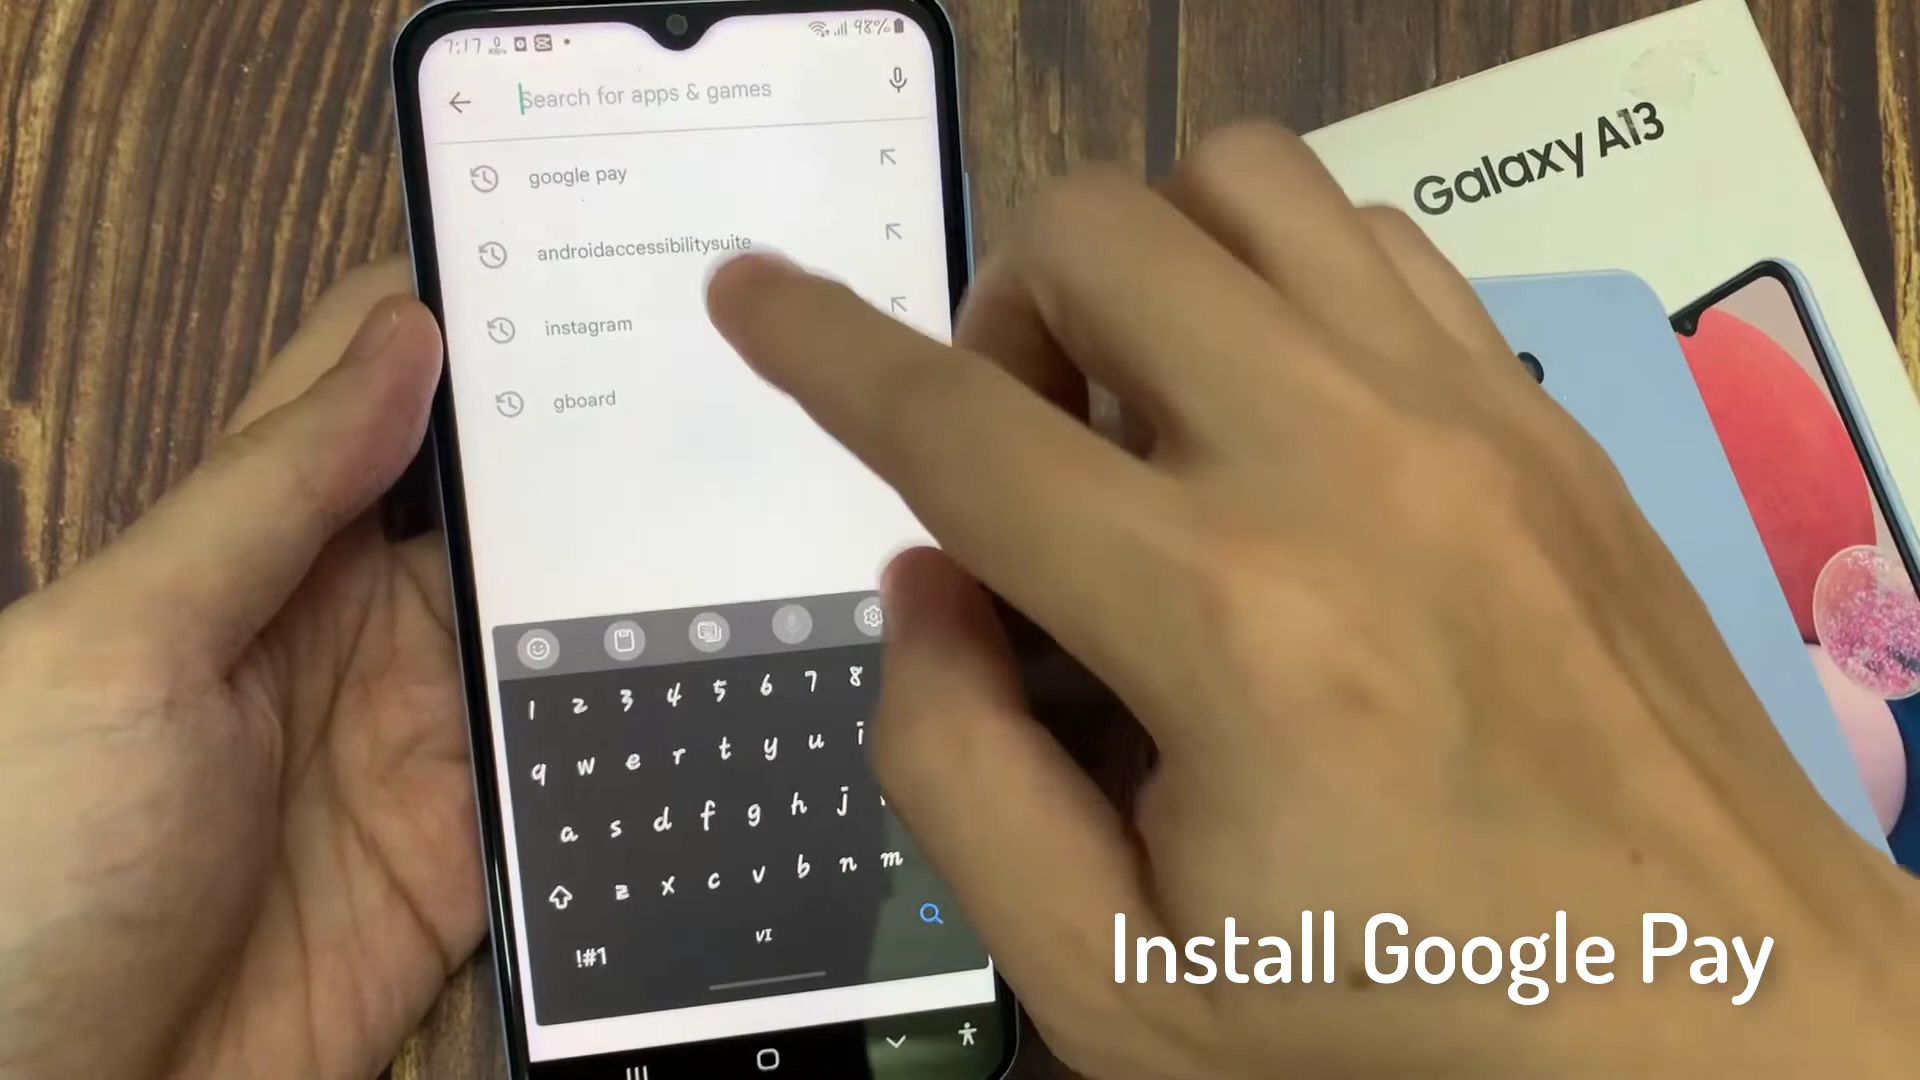 7:17
98%
Search for apps & games
google pay
androidaccessibilitysuite
instagram
gboard
1 2 3 4 5 6 7 8
q w e r t y u i
a s d f g h j
z x c v b n m
!#1 VI
Galaxy A13
Install Google Pay